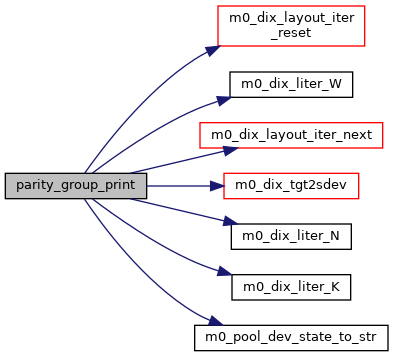 m0_dix_layout_iter
_reset
m0_dix_liter_W
m0_dix_layout_iter_next
parity_group_print
m0_dix_tgt2sdev
m0_dix_liter_N
m0_dix_liter_K
m0_pool_dev_state_to_str